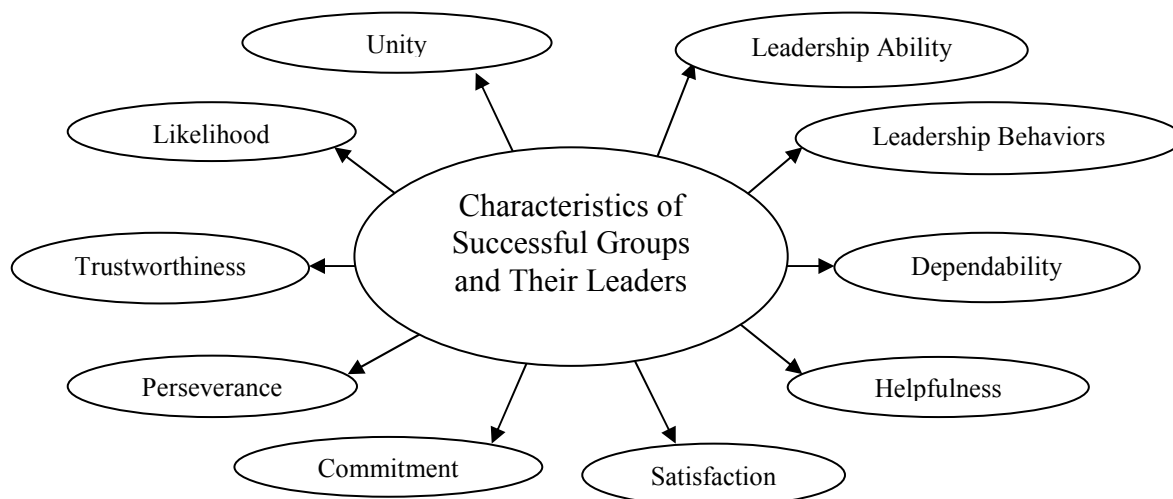 Unity
Leadership Ability
Likelihood
Leadership Behaviors
Characteristics of
Successful Groups
and Their Leaders
Trustworthiness
Dependability
Perseverance
Helpfulness
Commitment
Satisfaction